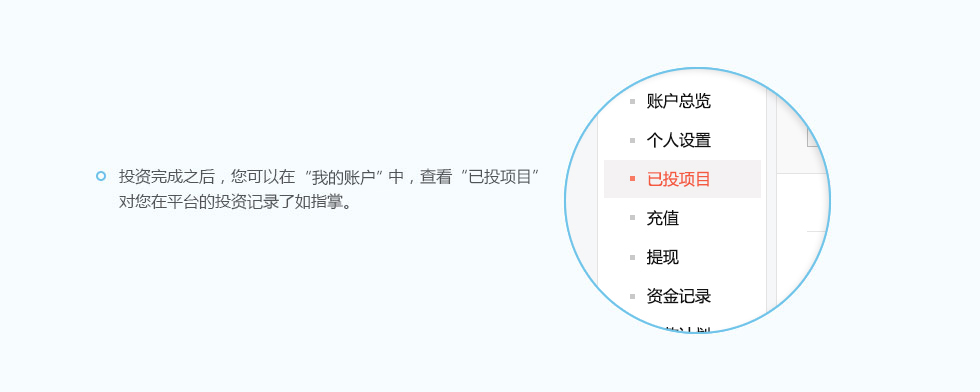 投资完成之后，您可以在“我的账户”中，查看“已投项目”
对您在平台的投资记录了如指掌。
账户总览
个人设置
已投项目
充值
提现
资金记录